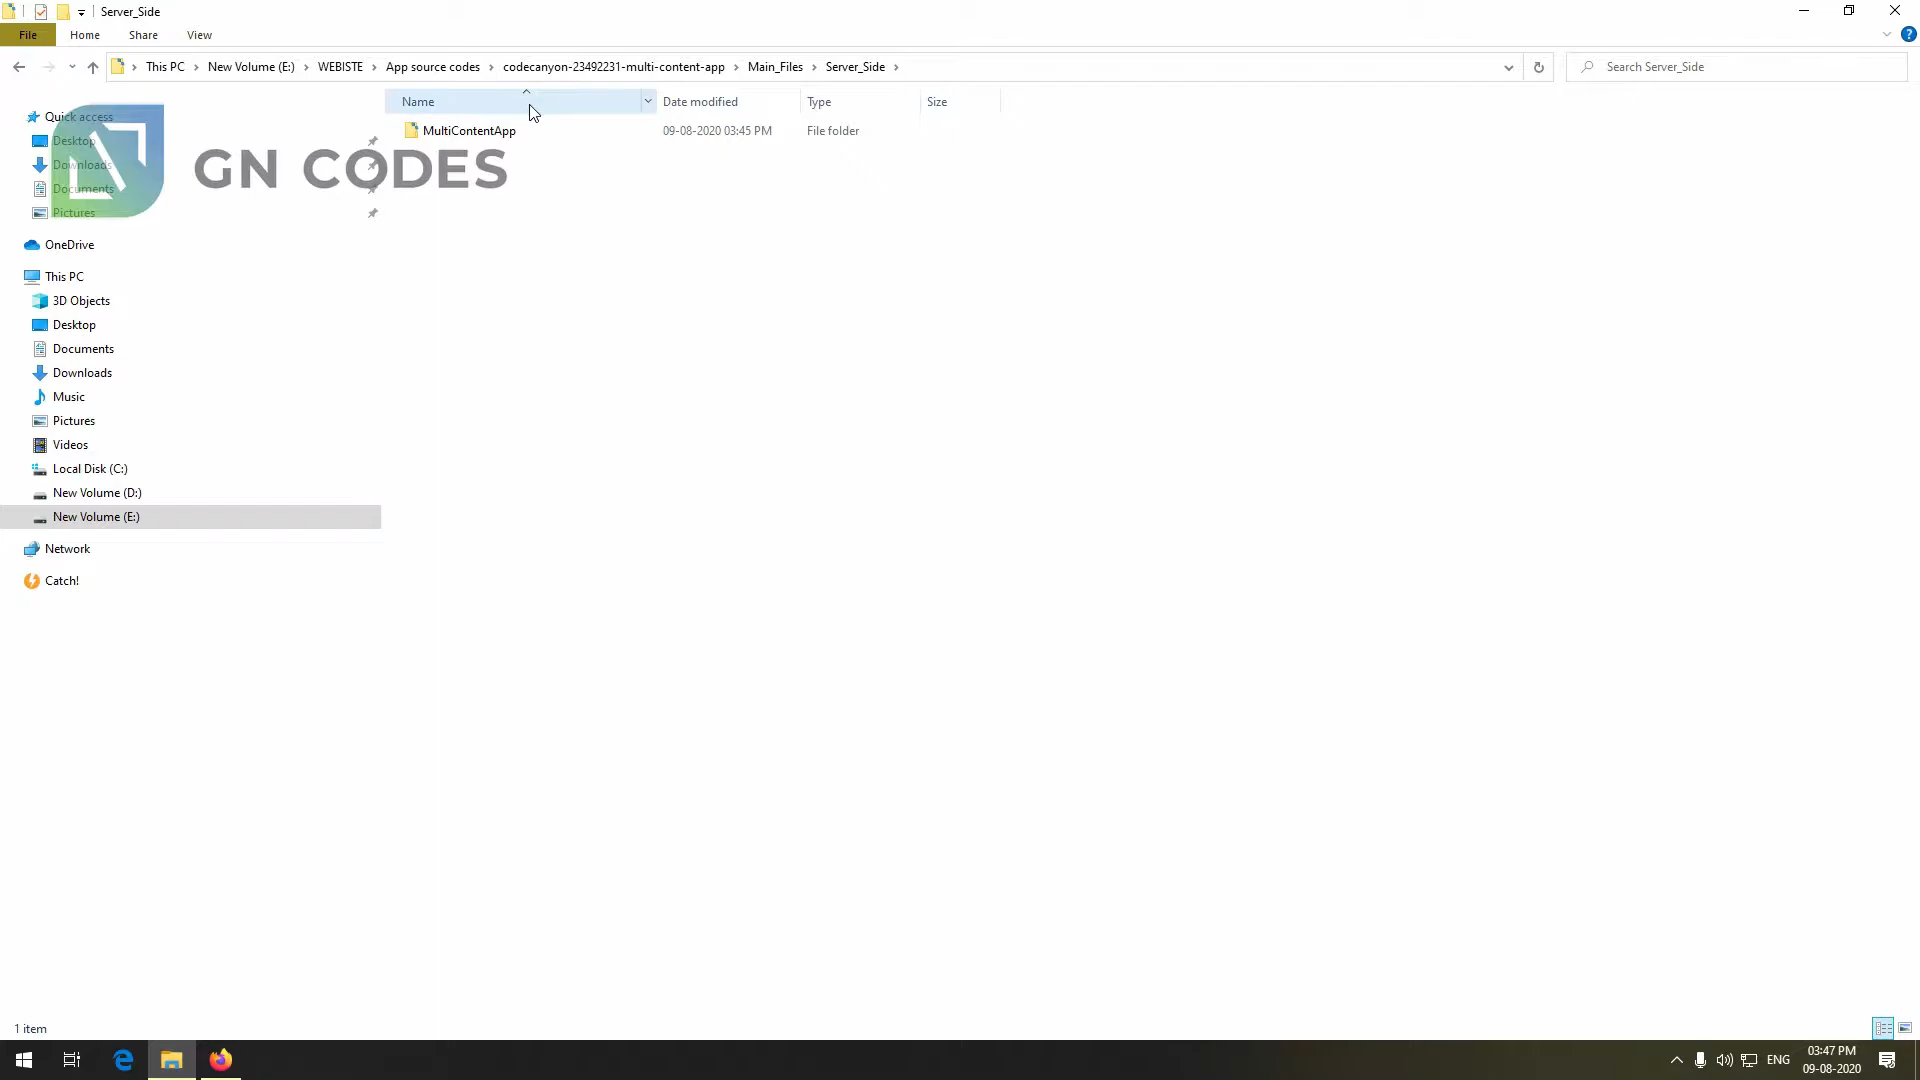 Server_Side
File Home Share View
This PC New Volume (E:) WEBISTE App source codes codecanyon-23492231-multi-content-app Main_Files Server_Side
Search Server_Side
Name Date modified Type Size
MultiContentApp 09-08-2020 03:45 PM File folder
GN CODES
Quick access
Desktop
Downloads
Documents
Pictures
OneDrive
This PC
3D Objects
Desktop
Documents
Downloads
Music
Pictures
Videos
Local Disk (C:)
New Volume (D:)
New Volume (E:)
Network
Catch!
1 item
ENG
03:47 PM
09-08-2020